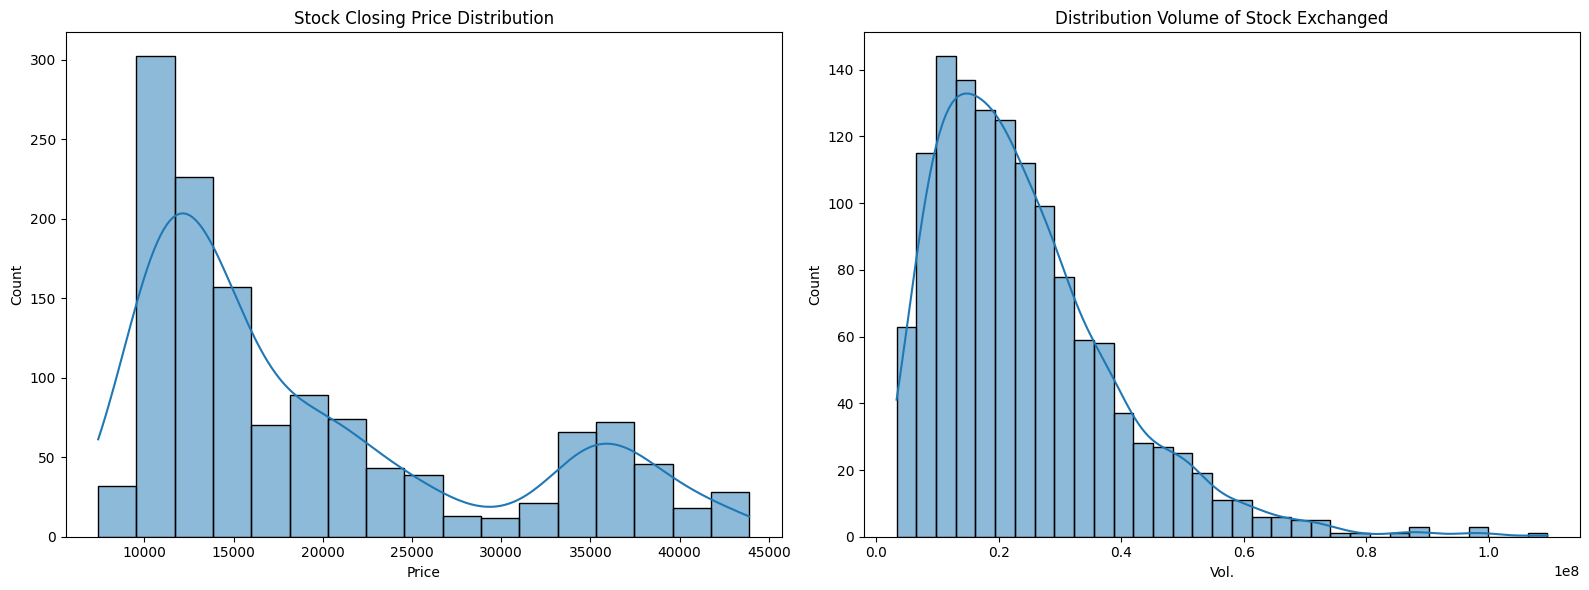 Stock Closing Price Distribution
300
250
200
150
100
50
0
Count
10000 15000 20000 25000 30000 35000 40000 45000
Price
Distribution Volume of Stock Exchanged
140
120
100
80
60
40
20
0
Count
0.0 0.2 0.4 0.6 0.8 1.0
1e8
Vol.